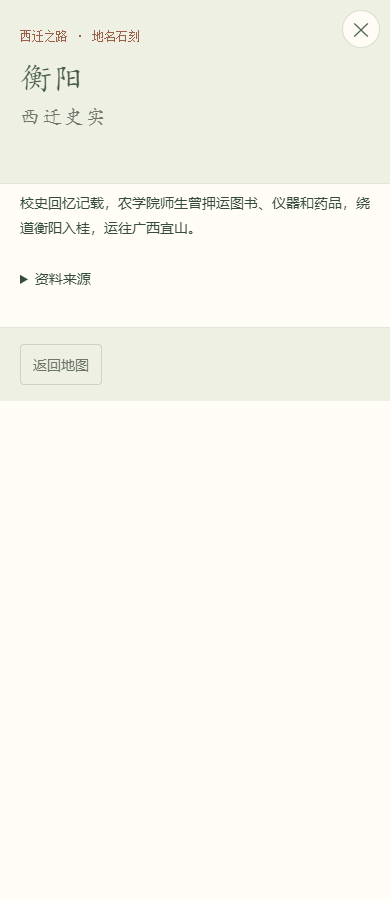 西迁之路 · 地名石刻
衡阳
西迁史实
校史回忆记载，农学院师生曾押运图书、仪器和药品，绕
道衡阳入桂，运往广西宜山。
▶ 资料来源
返回地图